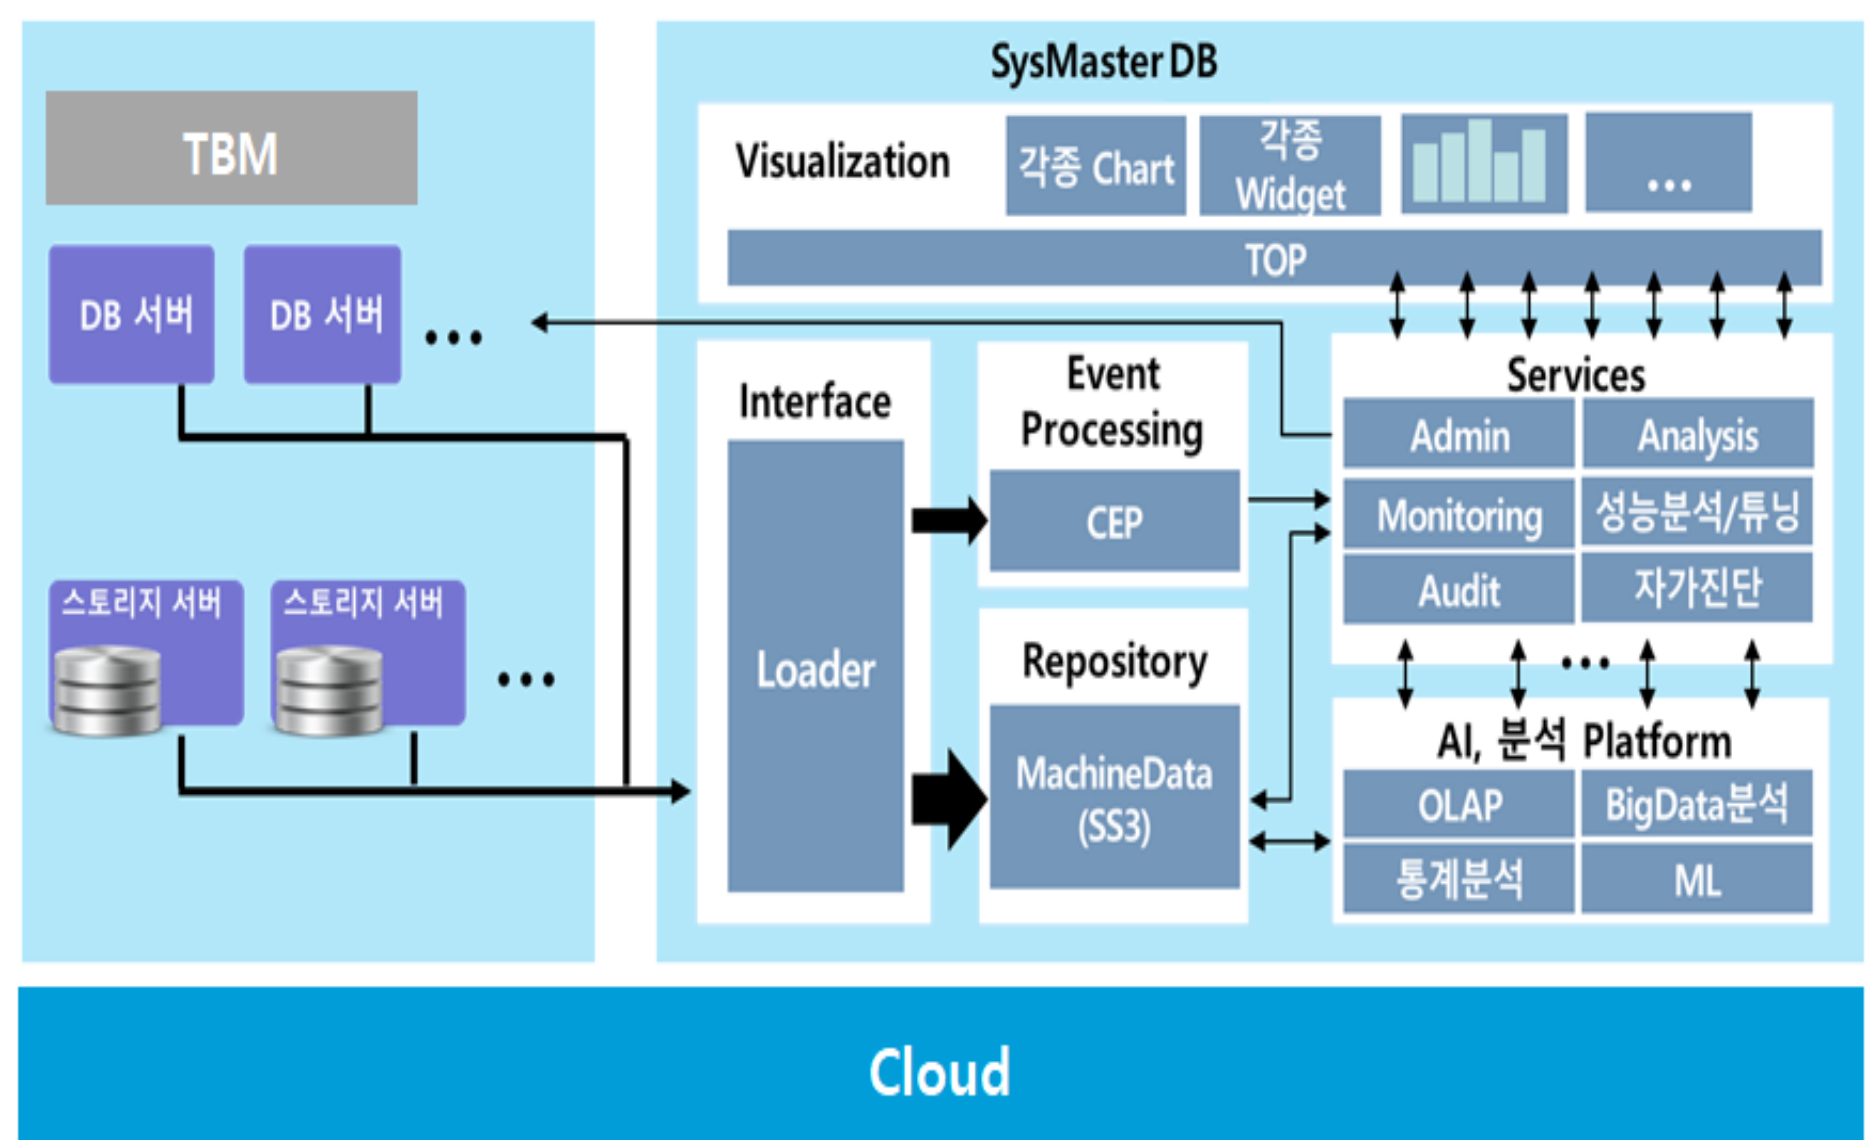 SysMaster DB
TBM
Visualization
각종 Chart
각종
Widget
...
TOP
DB 서버
DB 서버
...
Interface
Loader
Event
Processing
CEP
Services
Admin
Analysis
Monitoring
성능분석/튜닝
Audit
자가진단
...
스토리지 서버
스토리지 서버
...
Repository
MachineData
(SS3)
AI, 분석 Platform
OLAP
BigData분석
통계분석
ML
Cloud